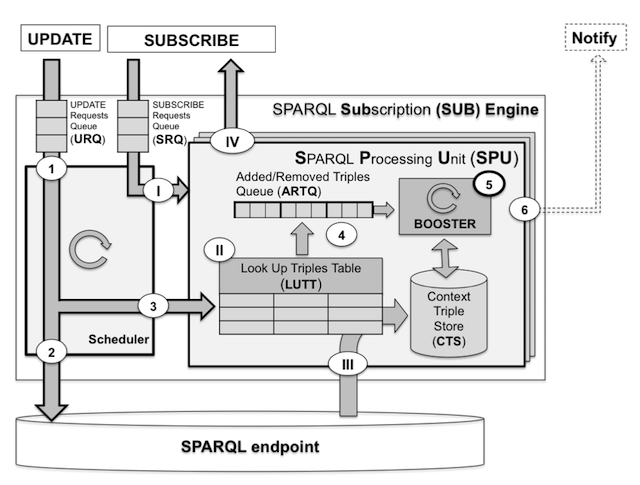 UPDATE
SUBSCRIBE
Notify
UPDATE
Requests
Queue
(URQ)
SUBSCRIBE
Requests
Queue
(SRQ)
SPARQL Subscription (SUB) Engine
IV
SPARQL Processing Unit (SPU)
1
I
Added/Removed Triples
Queue (ARTQ)
5
BOOSTER
6
4
II
Look Up Triples Table
(LUTT)
Context
Triple
Store
(CTS)
3
Scheduler
2
III
SPARQL endpoint